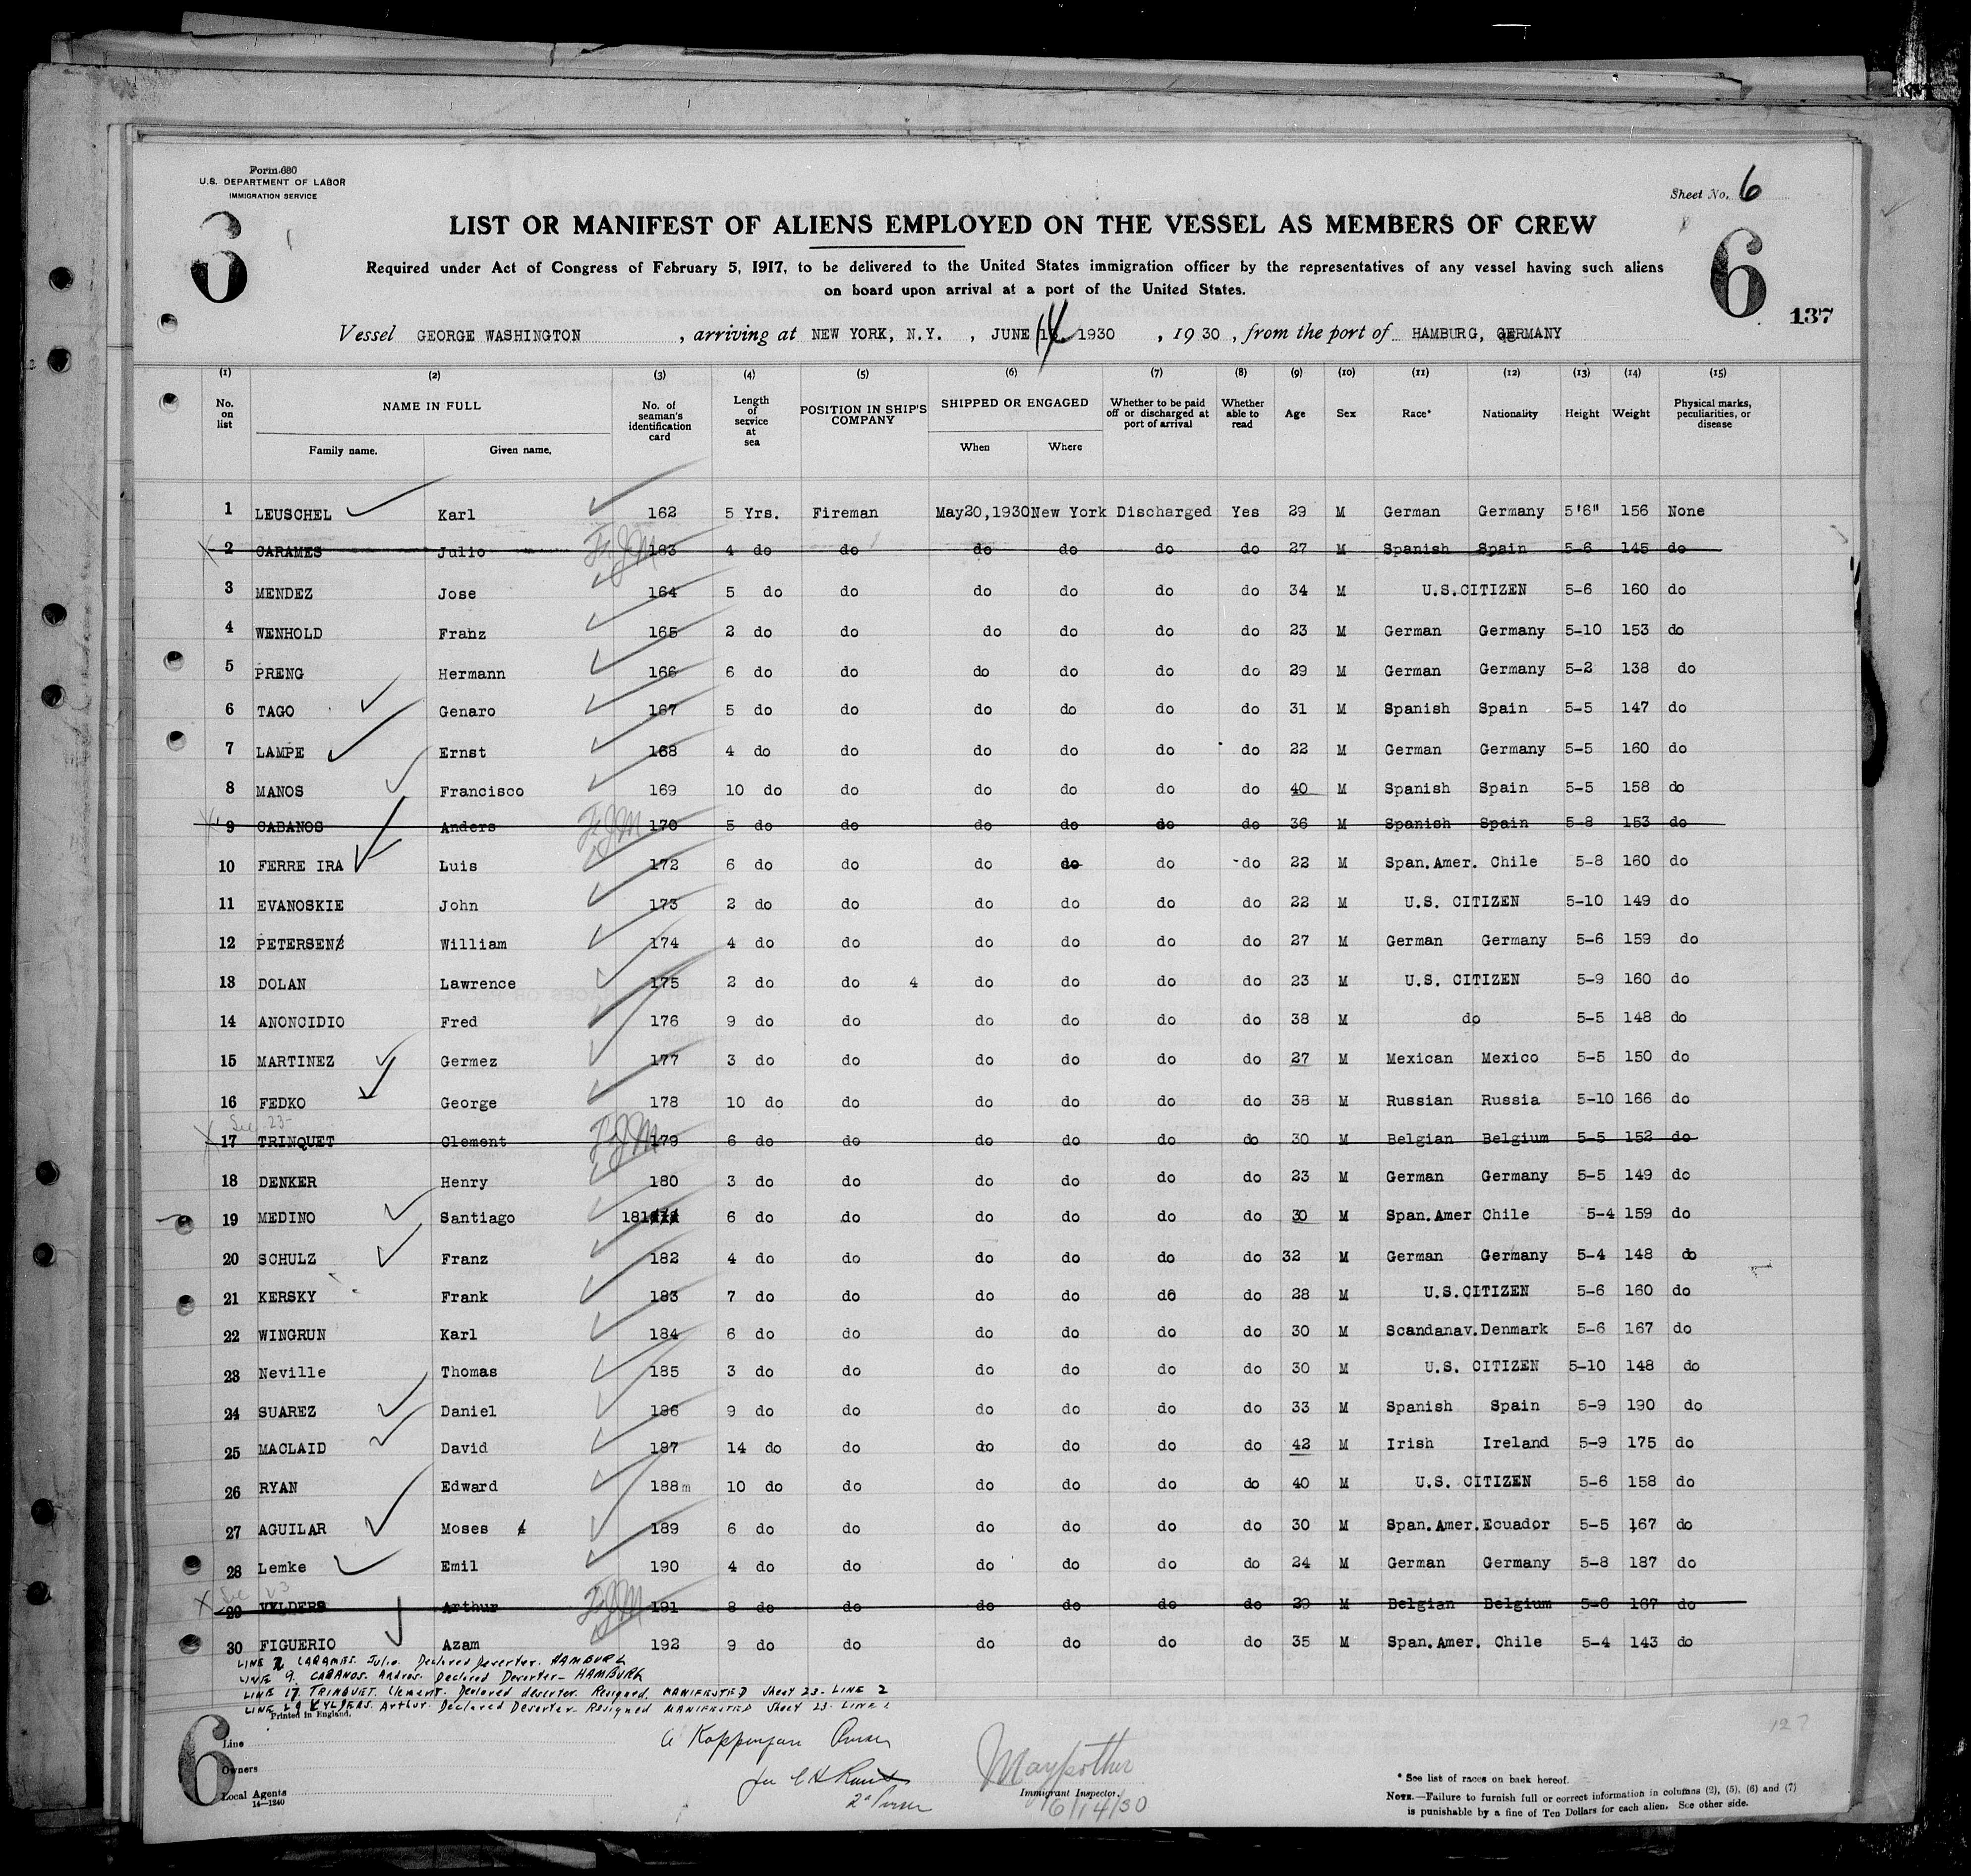 Form 680
U.S. DEPARTMENT OF LABOR
IMMIGRATION SERVICE
Sheet No. 6
6
LIST OR MANIFEST OF ALIENS EMPLOYED ON THE VESSEL AS MEMBERS OF CREW
6
Required under Act of Congress of February 5, 1917, to be delivered to the United States immigration officer by the representatives of any vessel having such aliens
on board upon arrival at a port of the United States.
137
Vessel GEORGE WASHINGTON , arriving at NEW YORK, N.Y. , JUNE 14 1930 , 19 30 , from the port of HAMBURG, GERMANY
(1) (2) (3) (4) (5) (6) (7) (8) (9) (10) (11) (12) (13) (14) (15)
No. on list NAME IN FULL No. of seaman's identification card Length of service at sea POSITION IN SHIP'S COMPANY SHIPPED OR ENGAGED Whether to be paid off or discharged at port of arrival Whether able to read Age Sex Race* Nationality Height Weight Physical marks, peculiarities, or disease
Family name. Given name. When Where
1 LEUSCHEL Karl 162 5 Yrs. Fireman May20,1930 New York Discharged Yes 29 M German Germany 5'6" 156 None
2 CARAMES Julio 163 4 do do do do do do 27 M Spanish Spain 5-6 145 do
3 MENDEZ Jose 164 5 do do do do do do 34 M U.S.CITIZEN 5-6 160 do
4 WENHOLD Franz 165 2 do do do do do do 23 M German Germany 5-10 153 do
5 PRENG Hermann 166 6 do do do do do do 29 M German Germany 5-2 138 do
6 TAGO Genaro 167 5 do do do do do do 31 M Spanish Spain 5-5 147 do
7 LAMPE Ernst 168 4 do do do do do do 22 M German Germany 5-5 160 do
8 MANOS Francisco 169 10 do do do do do do 40 M Spanish Spain 5-5 158 do
9 CABANOS Anders 170 5 do do do do do do 36 M Spanish Spain 5-8 153 do
10 FERRE IRA Luis 172 6 do do do do do do 22 M Span.Amer. Chile 5-8 160 do
11 EVANOSKIE John 173 2 do do do do do do 22 M U.S. CITIZEN 5-10 149 do
12 PETERSEN William 174 4 do do do do do do 27 M German Germany 5-6 159 do
13 DOLAN Lawrence 175 2 do do 4 do do do do 23 M U.S. CITIZEN 5-9 160 do
14 ANONCIDIO Fred 176 9 do do do do do do 38 M do 5-5 148 do
15 MARTINEZ Germez 177 3 do do do do do do 27 M Mexican Mexico 5-5 150 do
16 FEDKO George 178 10 do do do do do do 38 M Russian Russia 5-10 166 do
See 23-
17 TRINQUET Clement 179 6 do do do do do do 30 M Belgian Belgium 5-5 152 do
18 DENKER Henry 180 3 do do do do do do 23 M German Germany 5-5 149 do
19 MEDINO Santiago 181 6 do do do do do do 30 M Span.Amer Chile 5-4 159 do
20 SCHULZ Franz 182 4 do do do do do do 32 M German Germany 5-4 148 do
21 KERSKY Frank 183 7 do do do do do do 28 M U.S.CITIZEN 5-6 160 do
22 WINGRUN Karl 184 6 do do do do do do 30 M Scandanav. Denmark 5-6 167 do
23 Neville Thomas 185 3 do do do do do do 30 M U.S. CITIZEN 5-10 148 do
24 SUAREZ Daniel 186 9 do do do do do do 33 M Spanish Spain 5-9 190 do
25 MACLAID David 187 14 do do do do do do 42 M Irish Ireland 5-9 175 do
26 RYAN Edward 188m 10 do do do do do do 40 M U.S. CITIZEN 5-6 158 do
27 AGUILAR Moses 189 6 do do do do do do 30 M Span.Amer. Ecuador 5-5 167 do
28 Lemke Emil 190 4 do do do do do do 24 M German Germany 5-8 187 do
29 VYLDERS Arthur 191 8 do do do do do do 29 M Belgian Belgium 5-6 167 do
30 FIGUERIO Azam 192 9 do do do do do do 35 M Span.Amer. Chile 5-4 143 do
LINE 2 CARAMES. Julio. Declared Deserter. HAMBURG
LINE 9. CABANOS. Andros. Declared Deserter- HAMBURG
LINE 17. TRINQUET. Clement. Declared deserter. Resigned. MANIFESTED Sheet 23- LINE 2
LINE 29 VYLDERS. Arthur. Declared Deserter- Resigned MANIFESTED Sheet 23- LINE
Printed in England.
127
6
Line
Owners
Local Agents
14-1240
Purser
for
2d Purser
Immigrant Inspector.
6/14/30
* See list of races on back hereof.
NOTE.—Failure to furnish full or correct information in columns (2), (5), (6) and (7)
is punishable by a fine of Ten Dollars for each alien. See other side.